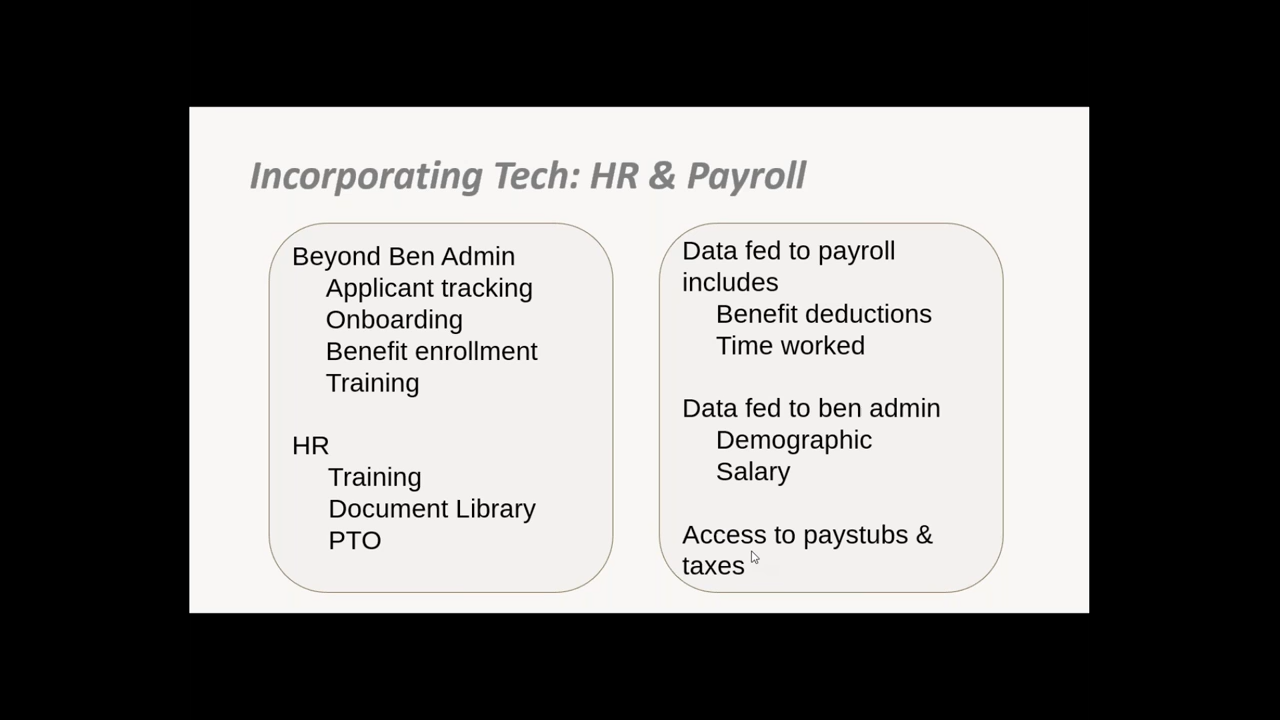 Incorporating Tech: HR & Payroll
Beyond Ben Admin
Applicant tracking
Onboarding
Benefit enrollment
Training
HR
Training
Document Library
PTO
Data fed to payroll
includes
Benefit deductions
Time worked
Data fed to ben admin
Demographic
Salary
Access to paystubs &
taxes